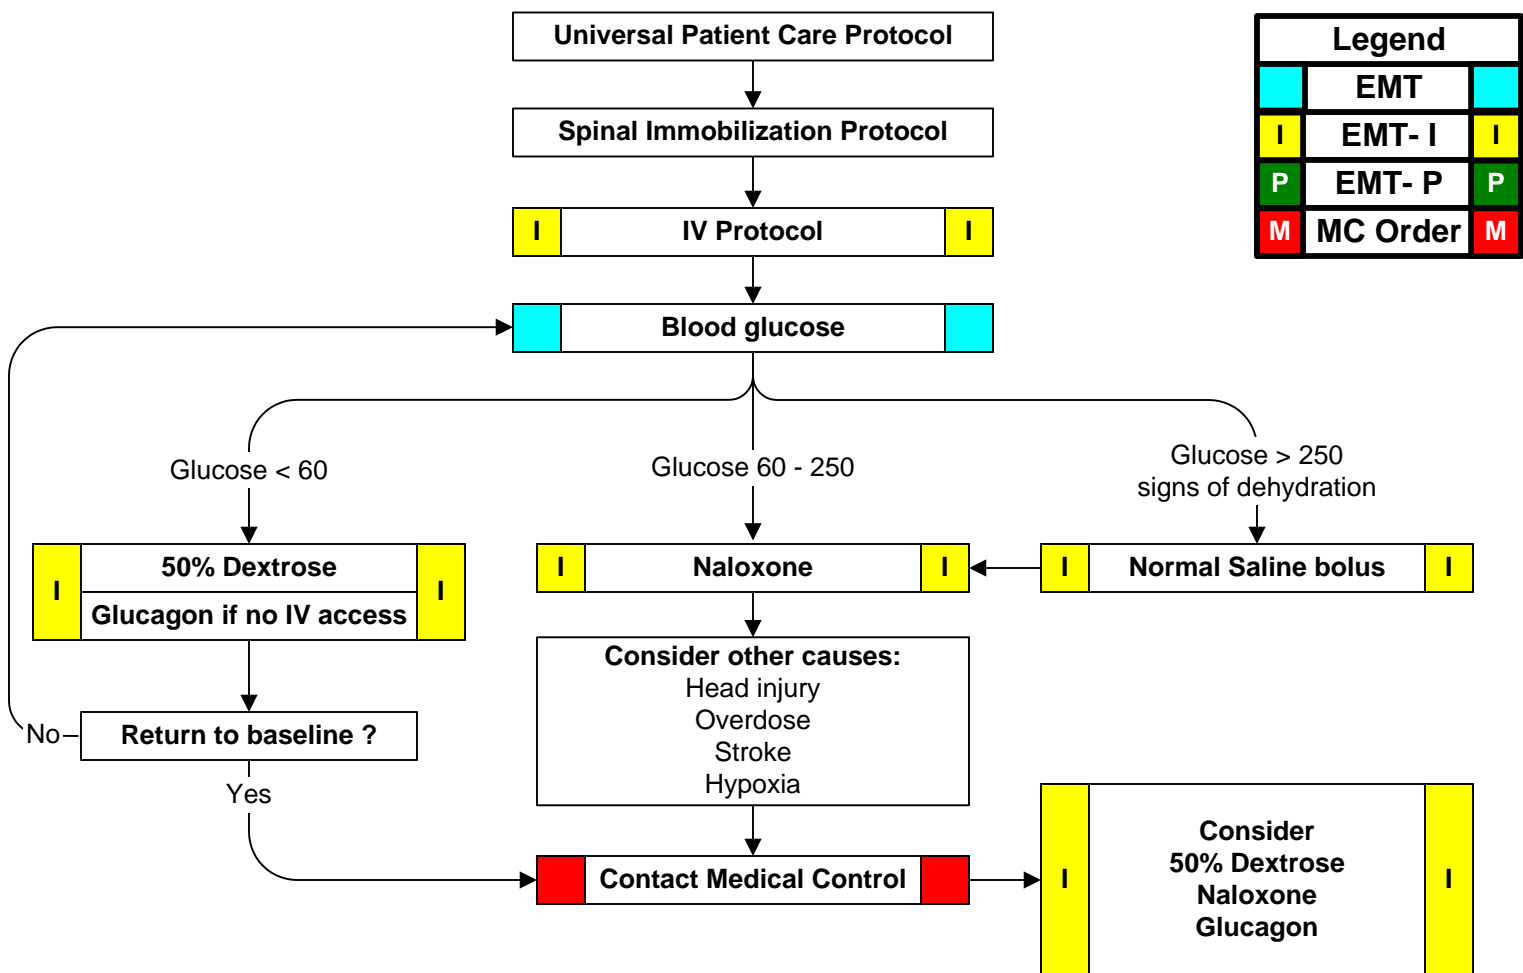 Universal Patient Care Protocol
Spinal Immobilization Protocol
I IV Protocol I
Blood glucose
Legend
EMT
I EMT- I I
P EMT- P P
M MC Order M
Glucose < 60
Glucose 60 - 250
Glucose > 250
signs of dehydration
I 50% Dextrose I
Glucagon if no IV access
I Naloxone I
I Normal Saline bolus I
Consider other causes:
Head injury
Overdose
Stroke
Hypoxia
No
Return to baseline ?
Yes
Contact Medical Control
I Consider I
50% Dextrose
Naloxone
Glucagon